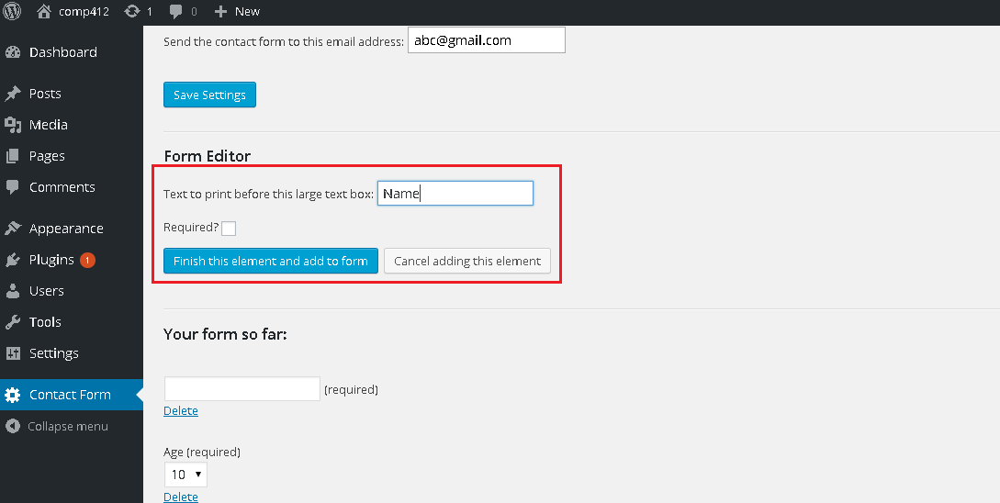 comp412 1 0 New
Dashboard
Posts
Media
Pages
Comments
Appearance
Plugins 1
Users
Tools
Settings
Contact Form
Collapse menu
Send the contact form to this email address: abc@gmail.com
Save Settings
Form Editor
Text to print before this large text box: Name
Required?
Finish this element and add to form Cancel adding this element
Your form so far:
(required)
Delete
Age (required)
10
Delete